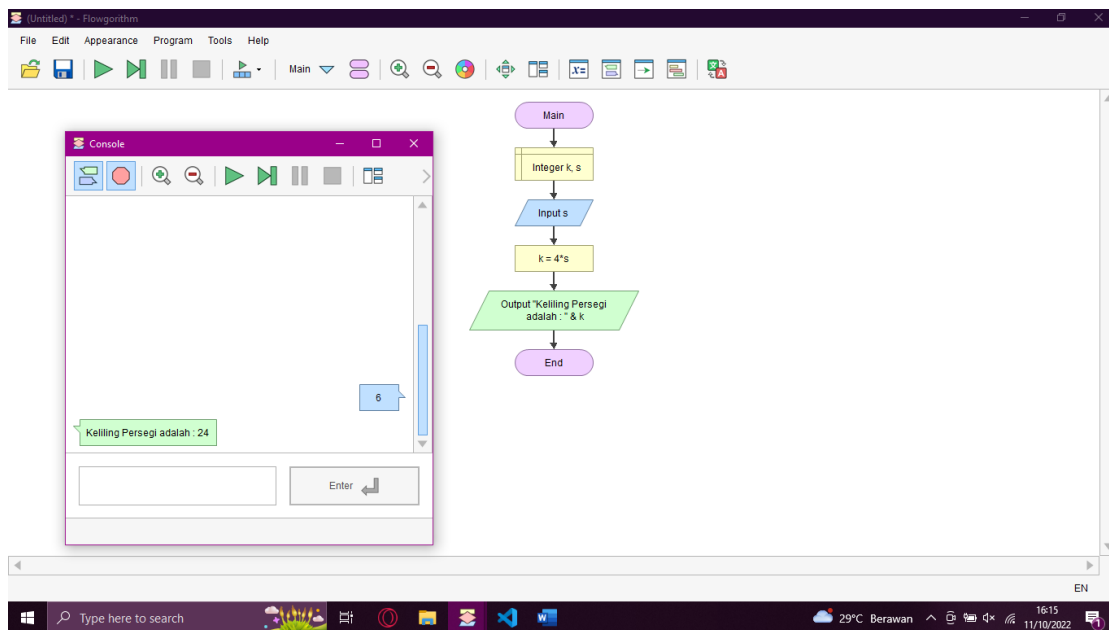 (Untitled) * - Flowgorithm
File Edit Appearance Program Tools Help
Main
x=
Main
Integer k, s
Input s
k = 4*s
Output "Keliling Persegi
adalah : " & k
End
Console
6
Keliling Persegi adalah : 24
Enter
EN
Type here to search
29°C Berawan
16:15
11/10/2022